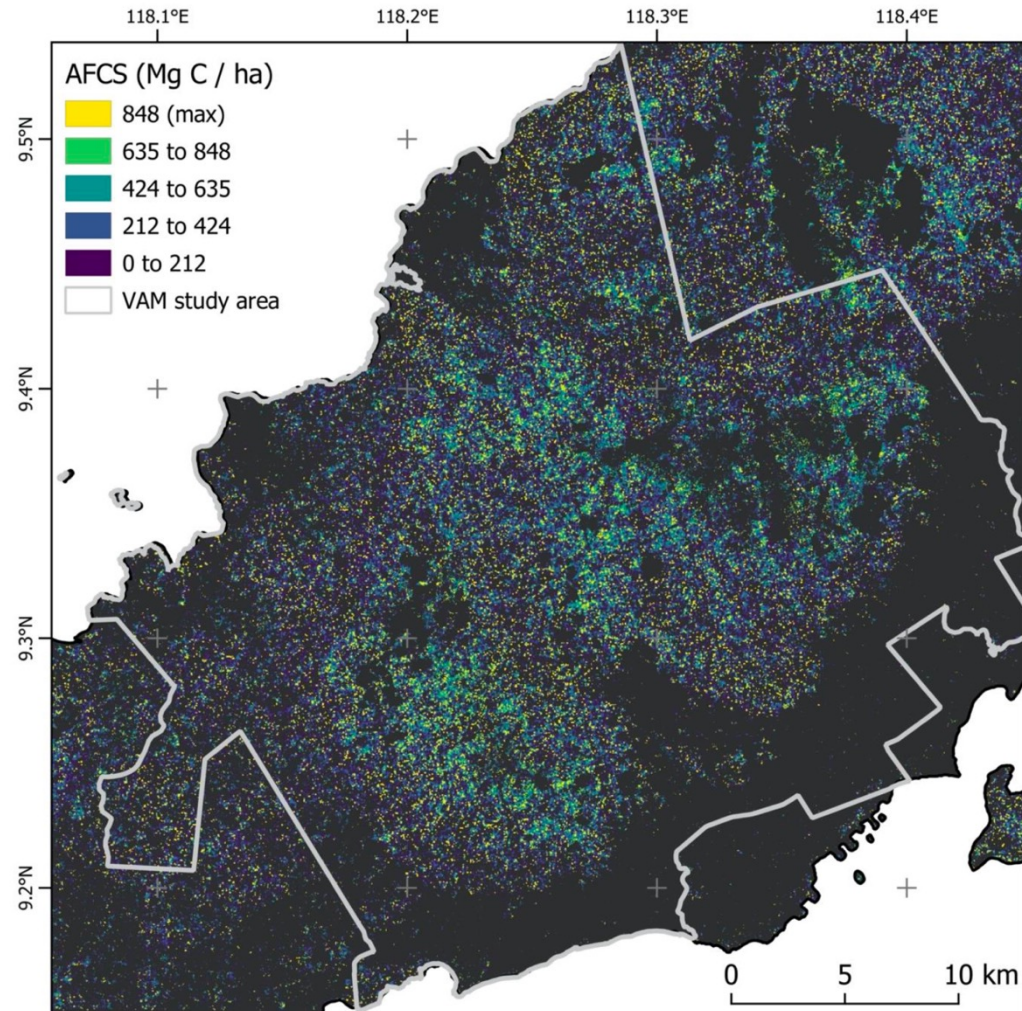 118.1°E 118.2°E 118.3°E 118.4°E
AFCS (Mg C / ha)
848 (max)
635 to 848
424 to 635
212 to 424
0 to 212
VAM study area
9.5°N
9.4°N
9.3°N
9.2°N
0 5 10 km